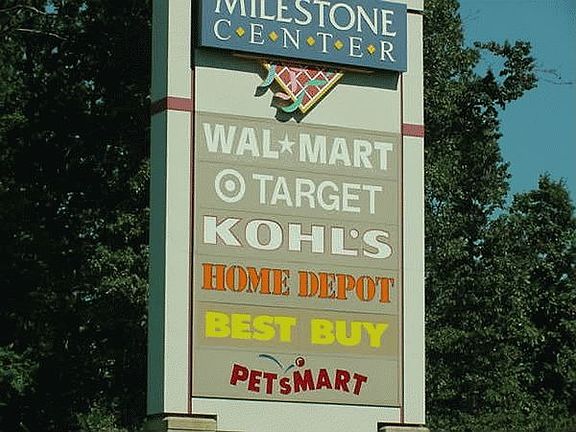 MILESTONE
CENTER
WAL★MART
TARGET
KOHL'S
HOME DEPOT
BEST BUY
PETsMART